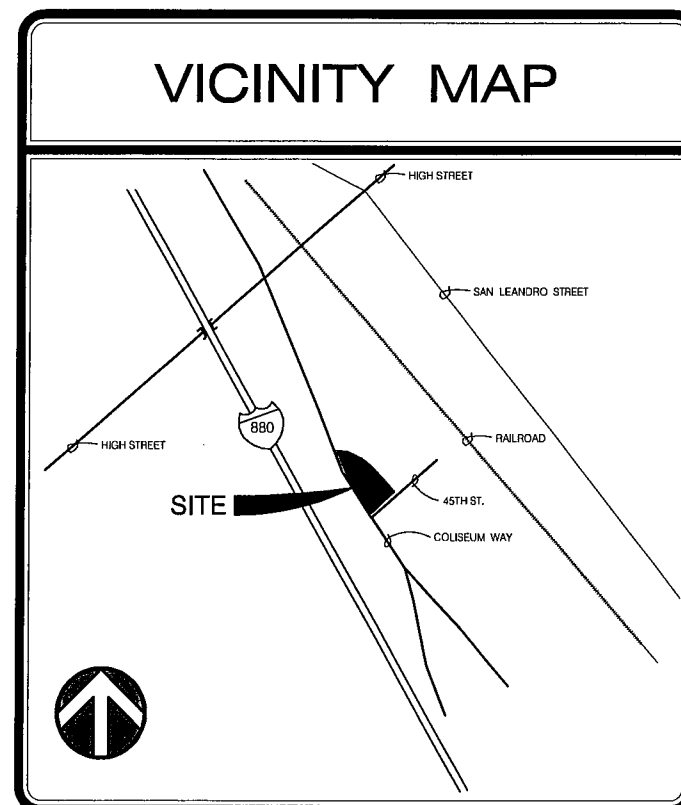 VICINITY MAP
HIGH STREET
SAN LEANDRO STREET
880
HIGH STREET
RAILROAD
SITE
45TH ST.
COLISEUM WAY